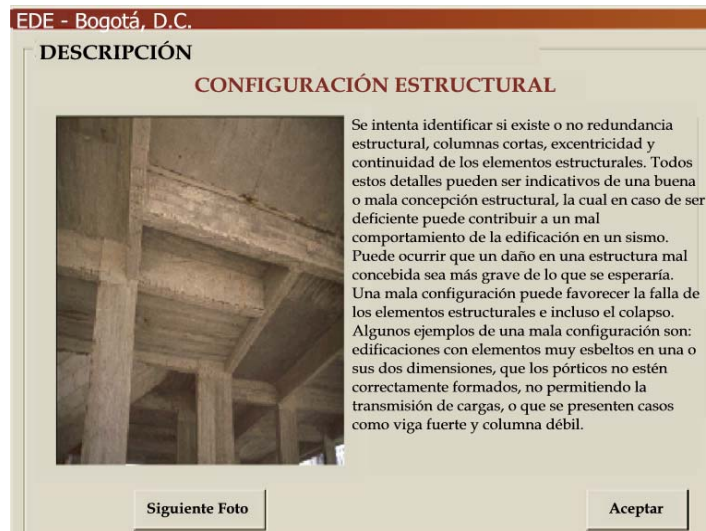 EDE - Bogotá, D.C.
DESCRIPCIÓN
CONFIGURACIÓN ESTRUCTURAL
Se intenta identificar si existe o no redundancia
estructural, columnas cortas, excentricidad y
continuidad de los elementos estructurales. Todos
estos detalles pueden ser indicativos de una buena
o mala concepción estructural, la cual en caso de ser
deficiente puede contribuir a un mal
comportamiento de la edificación en un sismo.
Puede ocurrir que un daño en una estructura mal
concebida sea más grave de lo que se esperaría.
Una mala configuración puede favorecer la falla de
los elementos estructurales e incluso el colapso.
Algunos ejemplos de una mala configuración son:
edificaciones con elementos muy esbeltos en una o
sus dos dimensiones, que los pórticos no estén
correctamente formados, no permitiendo la
transmisión de cargas, o que se presenten casos
como viga fuerte y columna débil.
Siguiente Foto
Aceptar